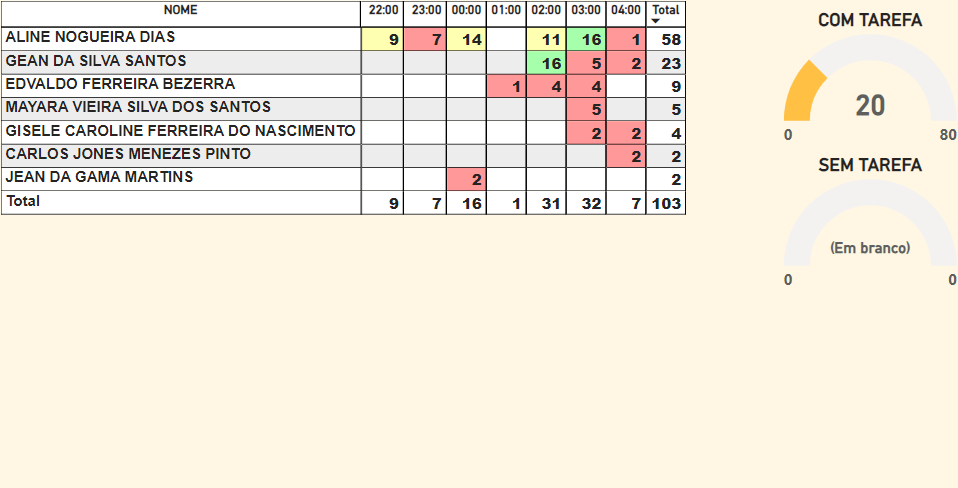 NOME 22:00 23:00 00:00 01:00 02:00 03:00 04:00 Total
ALINE NOGUEIRA DIAS 9 7 14 11 16 1 58
GEAN DA SILVA SANTOS 16 5 2 23
EDVALDO FERREIRA BEZERRA 1 4 4 9
MAYARA VIEIRA SILVA DOS SANTOS 5 5
GISELE CAROLINE FERREIRA DO NASCIMENTO 2 2 4
CARLOS JONES MENEZES PINTO 2 2
JEAN DA GAMA MARTINS 2 2
Total 9 7 16 1 31 32 7 103
COM TAREFA
20
0 80
SEM TAREFA
(Em branco)
0 0